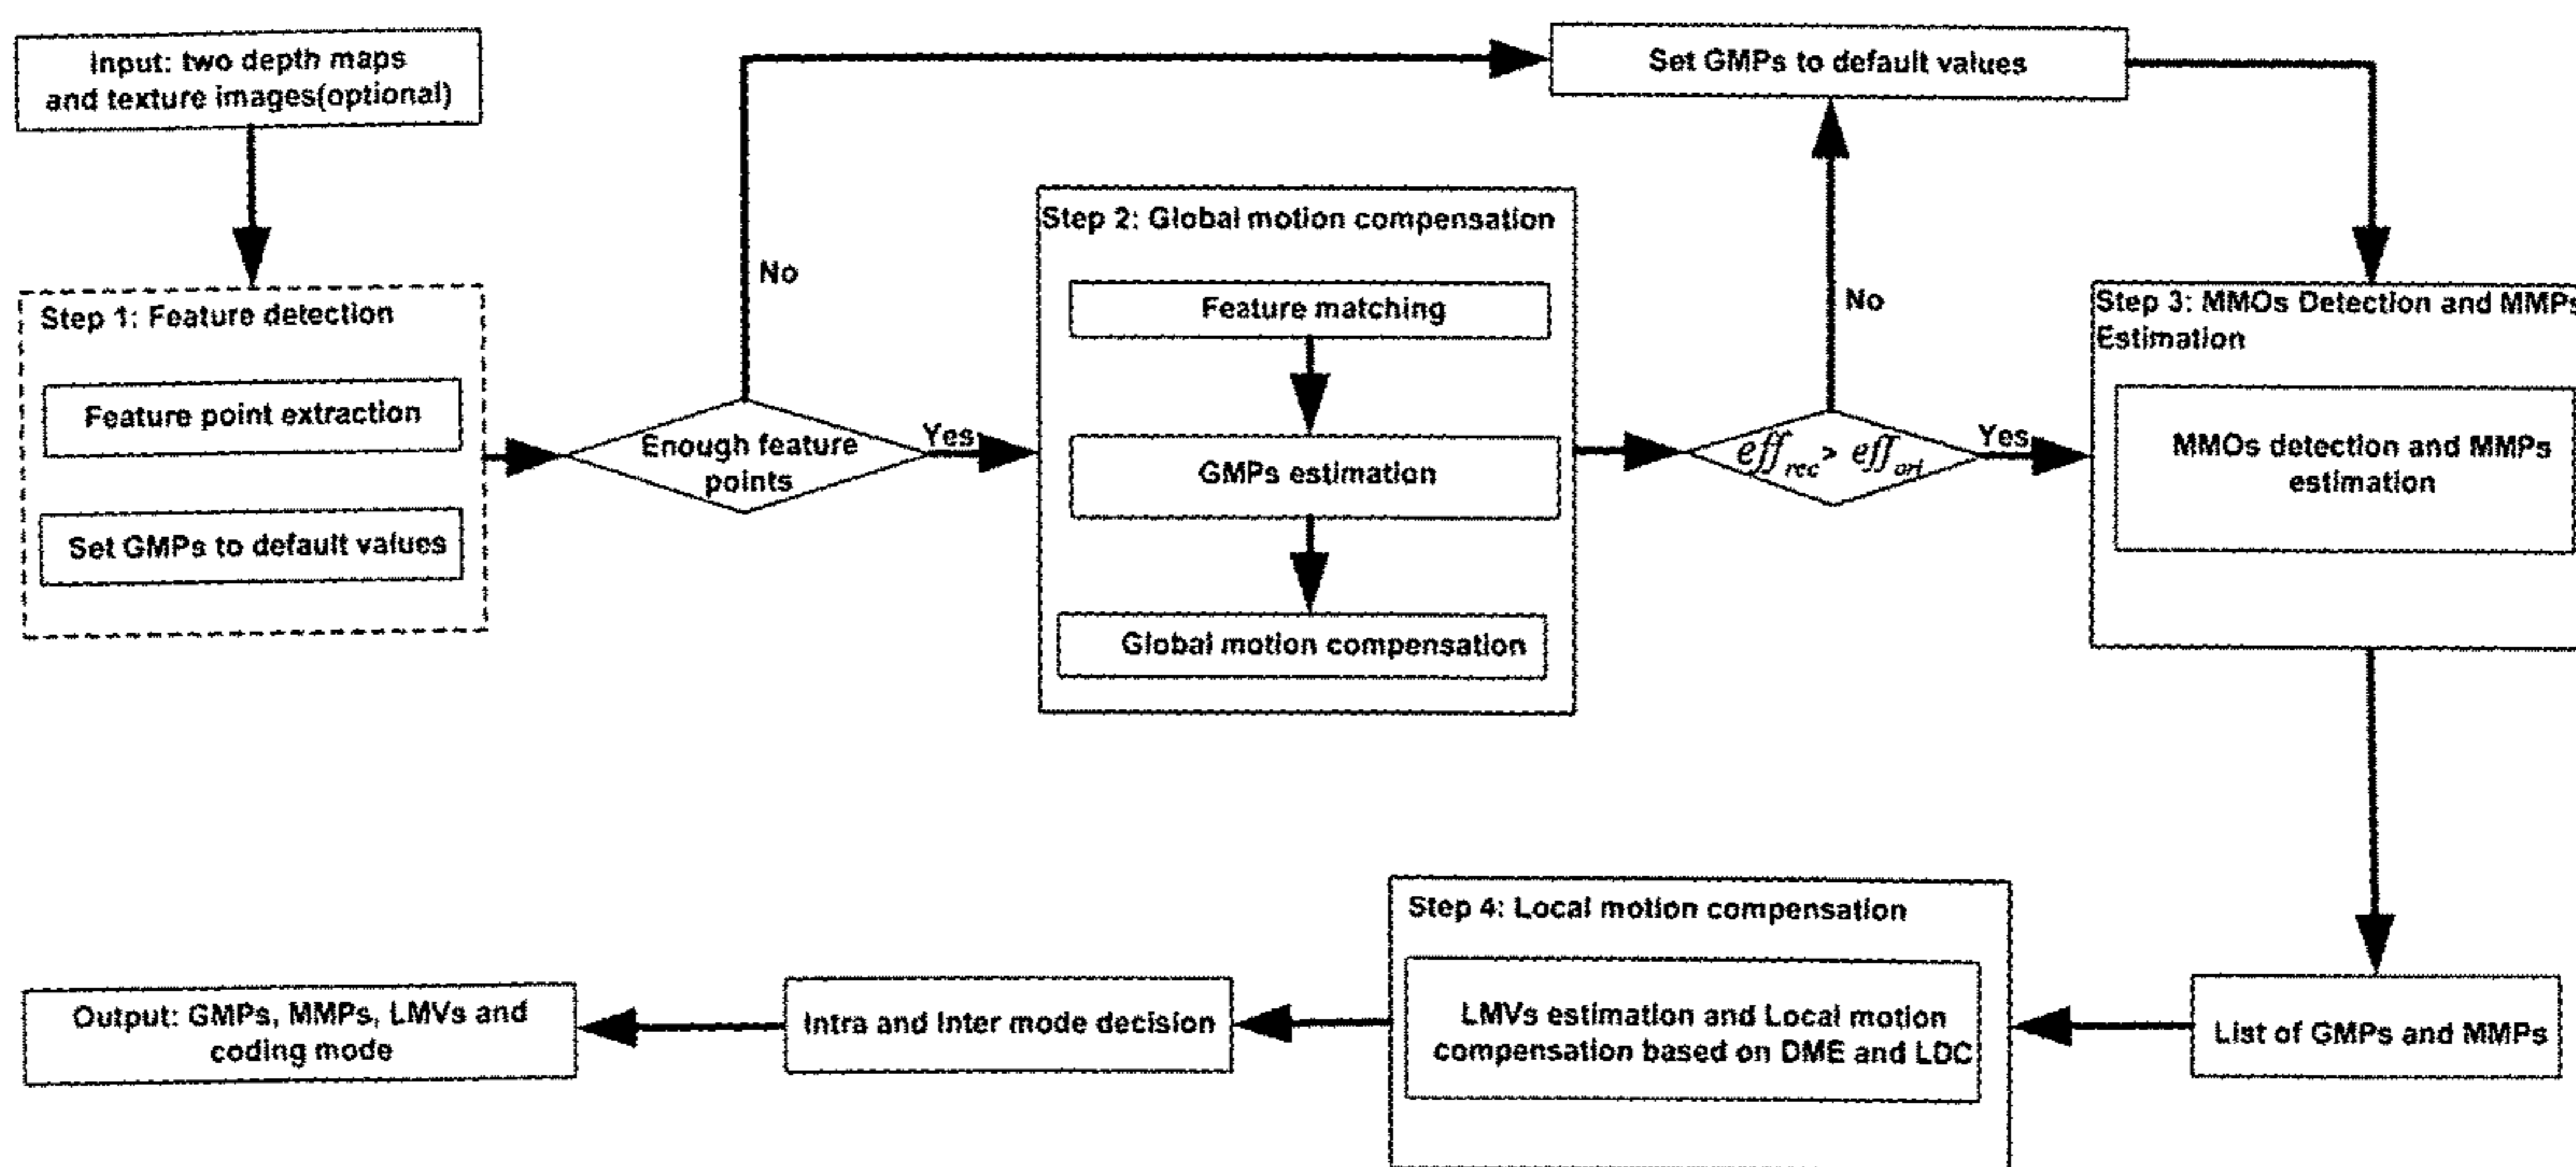 Input: two depth maps
and texture images(optional)
Step 1: Feature detection
Feature point extraction
Set GMPs to default values
Enough feature
points
No
Yes
Set GMPs to default values
Step 2: Global motion compensation
Feature matching
GMPs estimation
Global motion compensation
eff_rec > eff_ori
No
Yes
Step 3: MMOs Detection and MMPs
Estimation
MMOs detection and MMPs
estimation
List of GMPs and MMPs
Step 4: Local motion compensation
LMVs estimation and Local motion
compensation based on DME and LDC
Intra and Inter mode decision
Output: GMPs, MMPs, LMVs and
coding mode